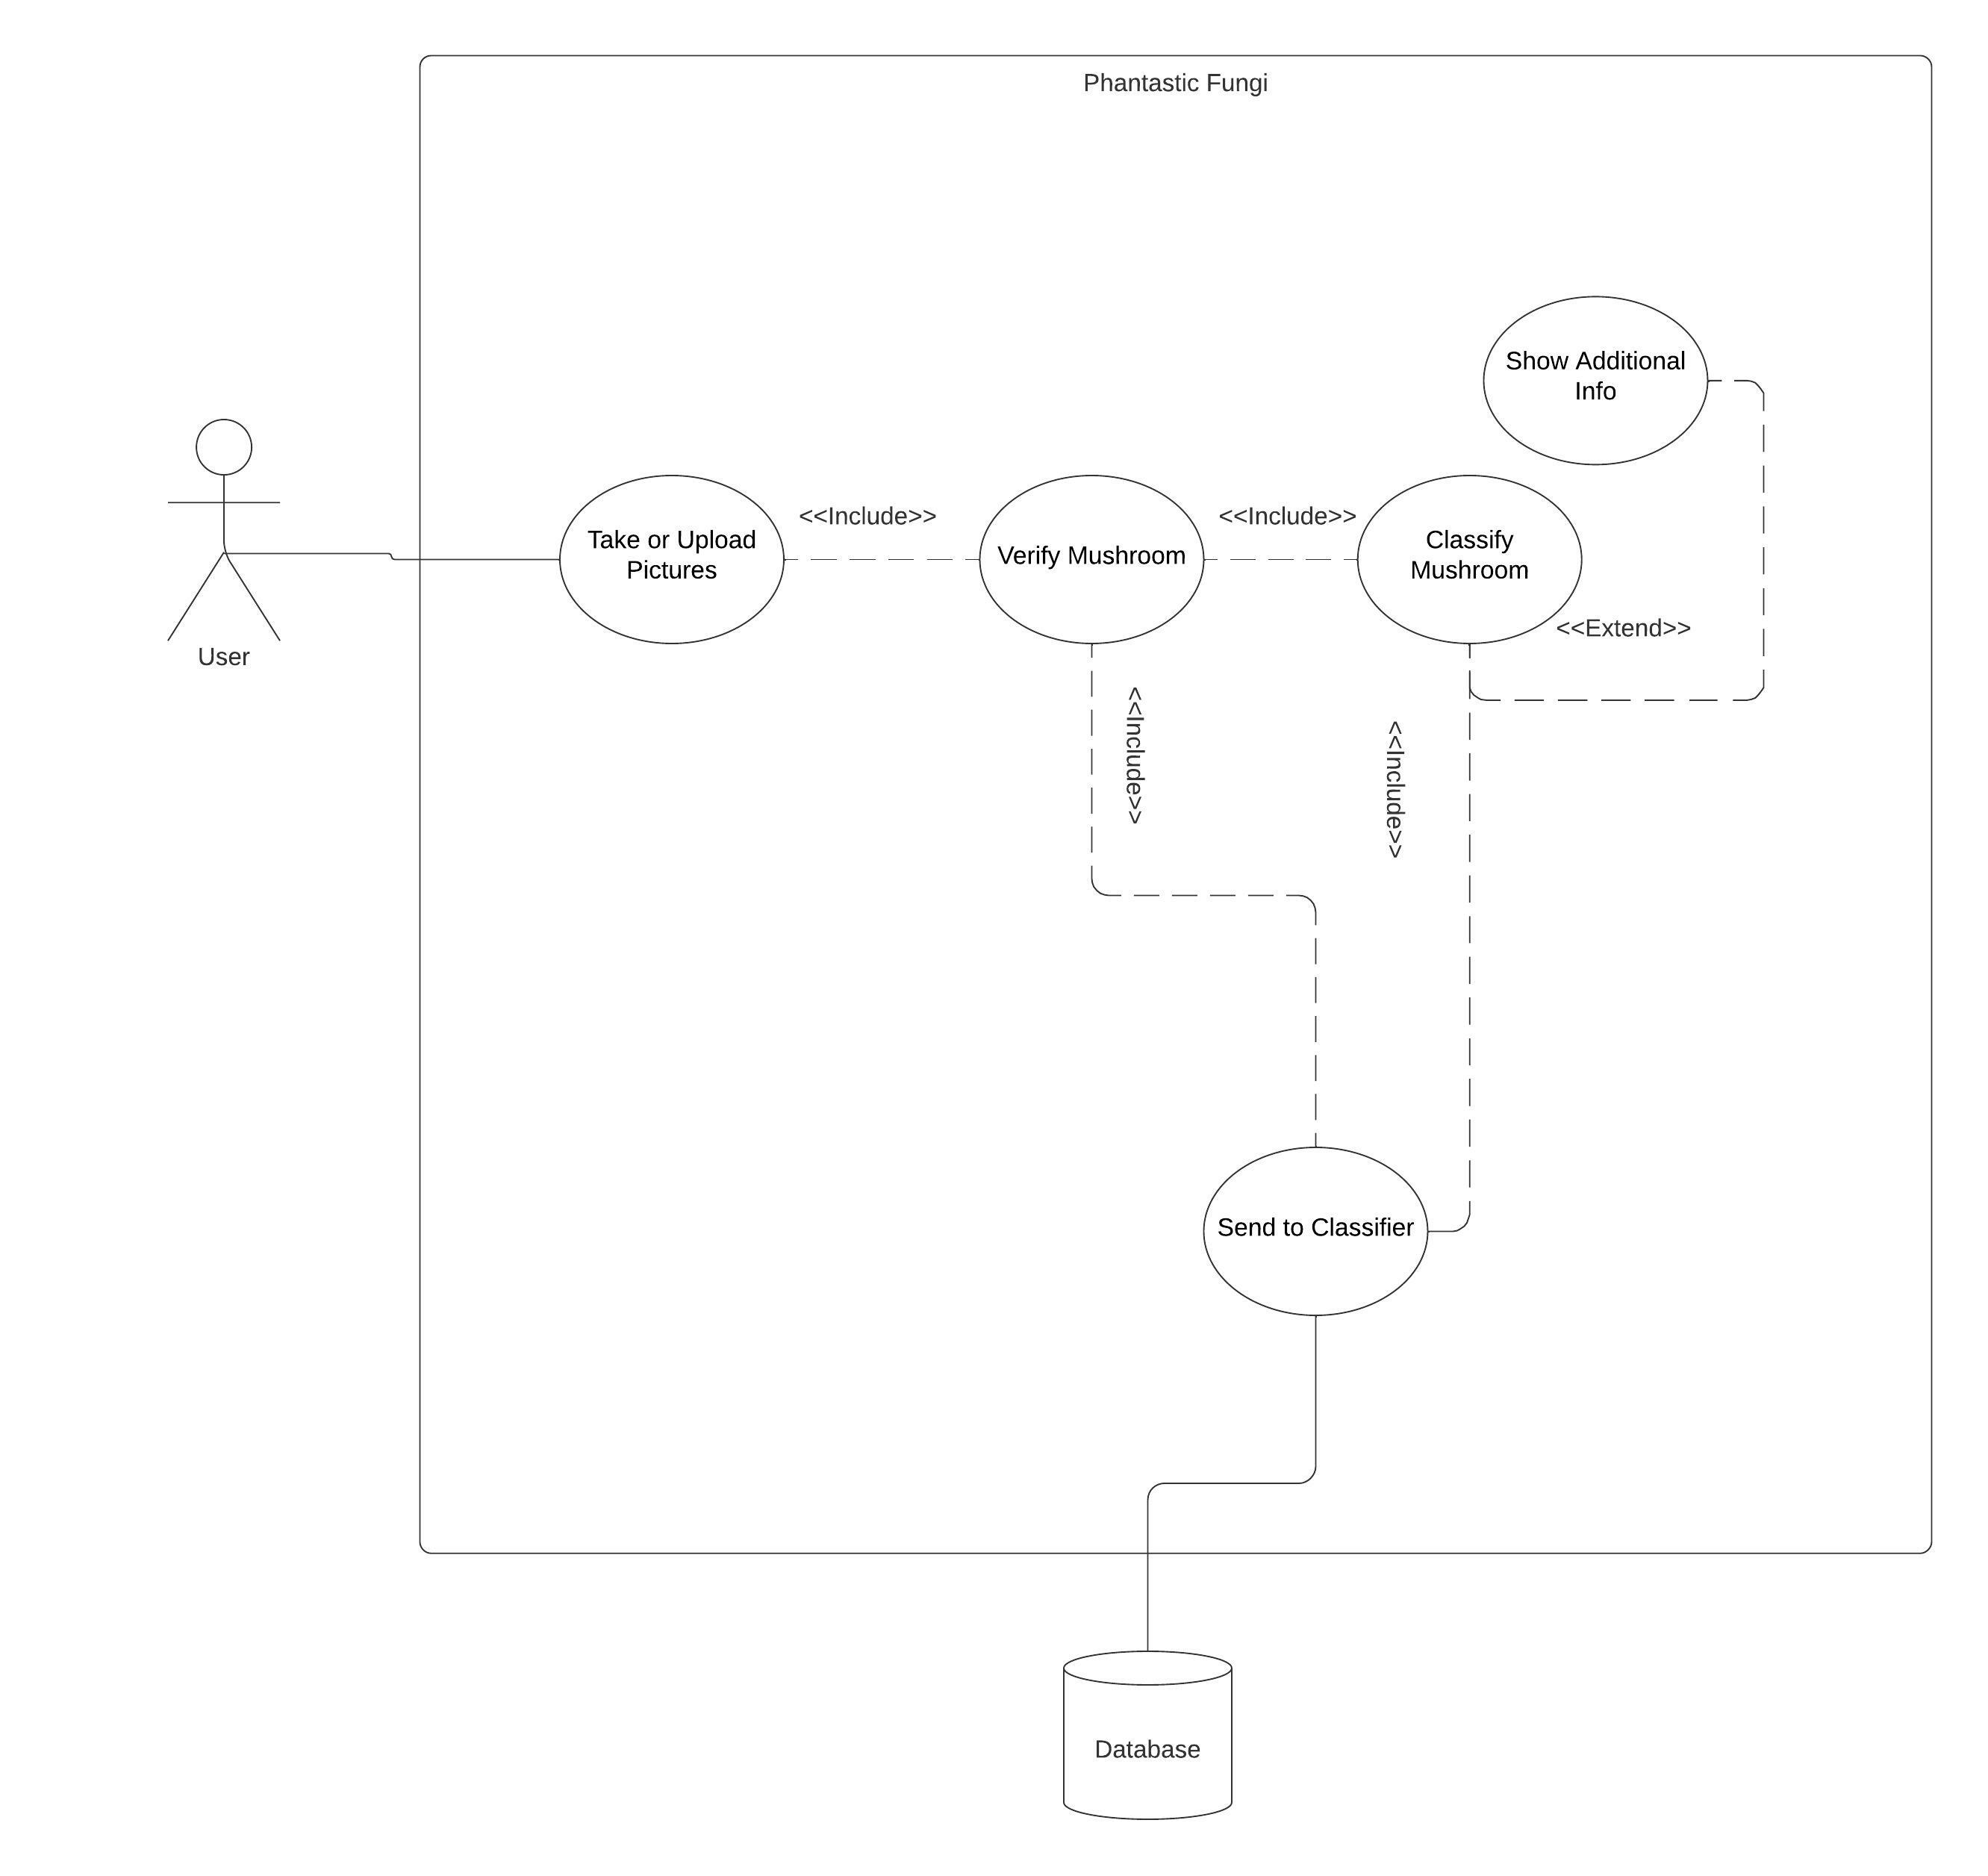 Phantastic Fungi
Show Additional
Info
<<Include>>
<<Include>>
Take or Upload
Pictures
Verify Mushroom
Classify
Mushroom
<<Extend>>
User
<<Include>>
<<Include>>
Send to Classifier
Database